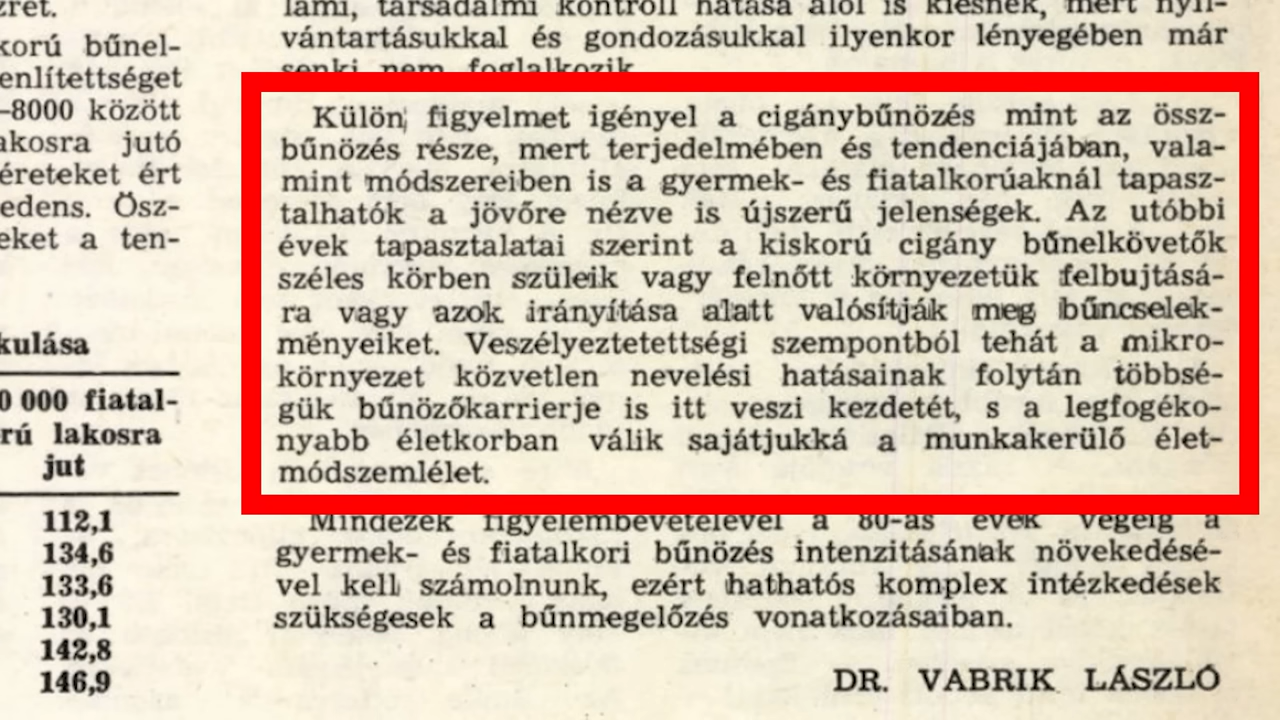 zret.
korú bűnel-
enlítettséget
–8000 között
akosra jutó
éreteket ért
edens. Ösz-
eket a ten-
kulása
0 000 fiatal-
rú lakosra
jut
112,1
134,6
133,6
130,1
142,8
146,9
lami, társadalmi kontroll hatása alól is kiesnek, mert nyil-
vántartásukkal és gondozásukkal ilyenkor lényegében már
senki nem foglalkozik.
Külön figyelmet igényel a cigánybűnözés mint az össz-
bűnözés része, mert terjedelmében és tendenciájában, vala-
mint módszereiben is a gyermek- és fiatalkorúaknál tapasz-
talhatók a jövőre nézve is újszerű jelenségek. Az utóbbi
évek tapasztalatai szerint a kiskorú cigány bűnelkövetők
széles körben szüleik vagy felnőtt környezetük felbujtásá-
ra vagy azok irányítása alatt valósítják meg bűncselek-
ményeiket. Veszélyeztetettségi szempontból tehát a mikro-
környezet közvetlen nevelési hatásainak folytán többsé-
gük bűnözőkarrierje is itt veszi kezdetét, s a legfogéko-
nyabb életkorban válik sajátjukká a munkakerülő élet-
módszemlélet.
Mindezek figyelembevételével a 80-as évek végéig a
gyermek- és fiatalkori bűnözés intenzitásának növekedésé-
vel kell számolnunk, ezért hathatós komplex intézkedések
szükségesek a bűnmegelőzés vonatkozásaiban.
DR. VABRIK LÁSZLÓ